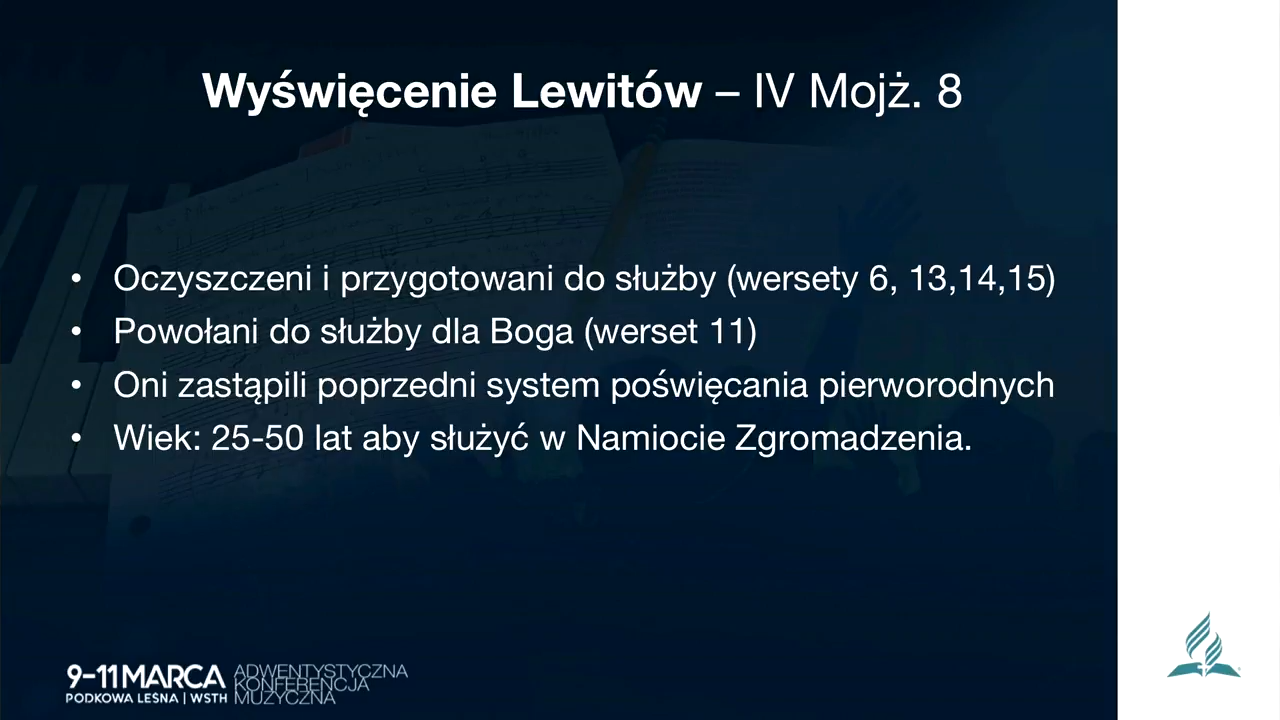 Wyświęcenie Lewitów – IV Mojż. 8
• Oczyszczeni i przygotowani do służby (wersety 6, 13,14,15)
• Powołani do służby dla Boga (werset 11)
• Oni zastąpili poprzedni system poświęcania pierworodnych
• Wiek: 25-50 lat aby służyć w Namiocie Zgromadzenia.
9-11 MARCA
PODKOWA LEŚNA | WSTH
ADWENTYSTYCZNA
KONFERENCJA
MUZYCZNA